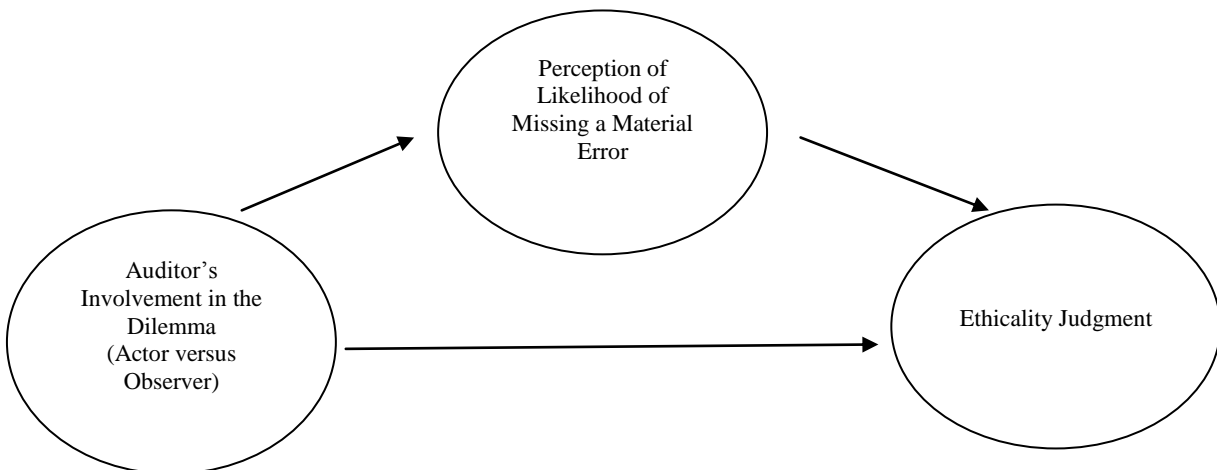 Perception of
Likelihood of
Missing a Material
Error
Auditor's
Involvement in the
Dilemma
(Actor versus
Observer)
Ethicality Judgment